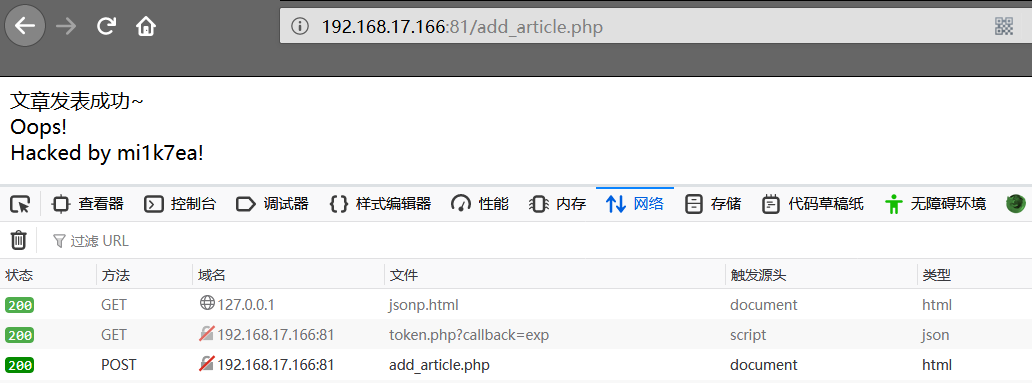 192.168.17.166:81/add_article.php
文章发表成功~
Oops!
Hacked by mi1k7ea!
查看器 控制台 调试器 样式编辑器 性能 内存 网络 存储 代码草稿纸 无障碍环境
过滤 URL
状态 方法 域名 文件 触发源头 类型
200 GET 127.0.0.1 jsonp.html document html
200 GET 192.168.17.166:81 token.php?callback=exp script json
200 POST 192.168.17.166:81 add_article.php document html